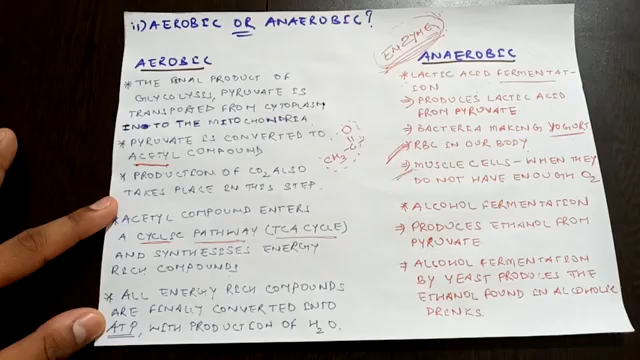 ii) AEROBIC OR ANAEROBIC?
ENZYME
AEROBIC
* THE FINAL PRODUCT OF
GLYCOLYSIS, PYRUVATE IS
TRANSPORTED FROM CYTOPLASM
INTO THE MITOCHONDRIA
* PYRUVATE IS CONVERTED TO
ACETYL COMPOUND
* PRODUCTION OF CO2 ALSO
TAKES PLACE IN THIS STEP.
* ACETYL COMPOUND ENTERS
A CYCLIC PATHWAY (TCA CYCLE)
AND SYNTHESISES ENERGY
RICH COMPOUNDS
* ALL ENERGY RICH COMPOUNDS
ARE FINALLY CONVERTED INTO
ATP, WITH PRODUCTION OF H2O.
O
CH3 - C -
ANAEROBIC
* LACTIC ACID FERMENTAT-
ION
⇒ PRODUCES LACTIC ACID
FROM PYRUVATE
⇒ BACTERIA MAKING YOGURT
⇒ RBC IN OUR BODY
⇒ MUSCLE CELLS - WHEN THEY
DO NOT HAVE ENOUGH O2
* ALCOHOL FERMENTATION
⇒ PRODUCES ETHANOL FROM
PYRUVATE
⇒ ALCOHOL FERMENTATION
BY YEAST PRODUCES THE
ETHANOL FOUND IN ALCOHOLIC
DRINKS.